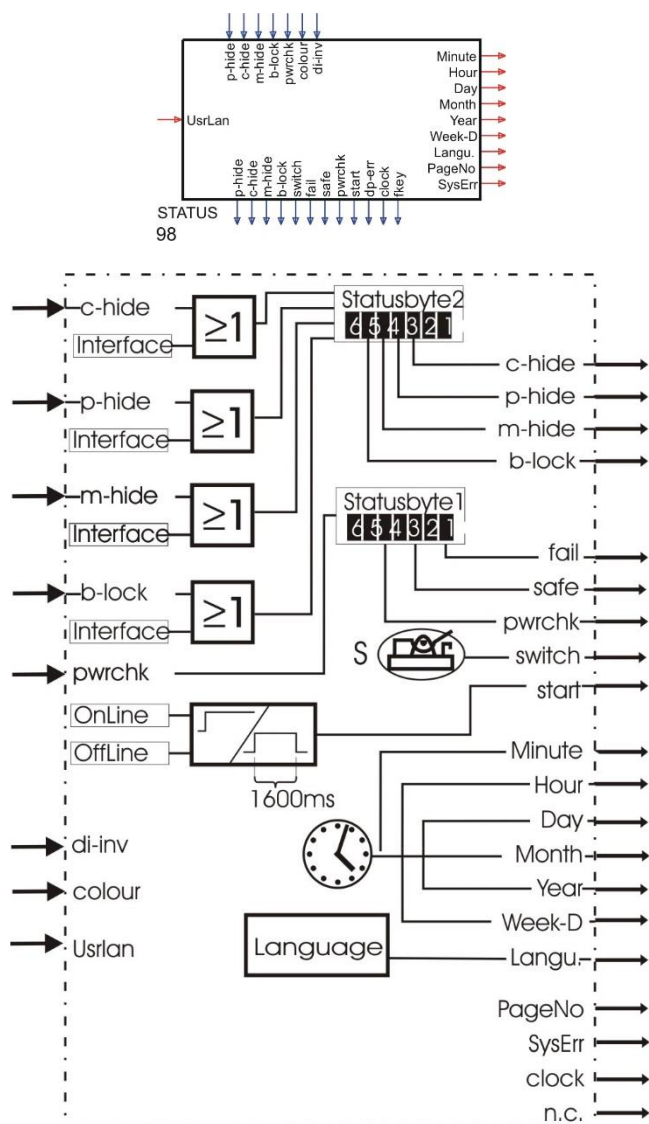 p-hide c-hide m-hide b-lock pwrchk colour di-inv
Minute
Hour
Day
Month
Year
Week-D
Langu.
PageNo
SysErr
UsrLan
p-hide c-hide m-hide b-lock switch fail safe pwrchk start dp-err clock fkey
STATUS
98
c-hide
Interface
≥1
Statusbyte2
6 5 4 3 2 1
c-hide
p-hide
m-hide
b-lock
p-hide
Interface
≥1
m-hide
Interface
≥1
Statusbyte1
6 5 4 3 2 1
fail
safe
pwrchk
switch
start
b-lock
Interface
≥1
S
pwrchk
OnLine
OffLine
1600ms
Minute
Hour
Day
Month
Year
Week-D
Langu.
di-inv
colour
Usrlan
Language
PageNo
SysErr
clock
n.c.